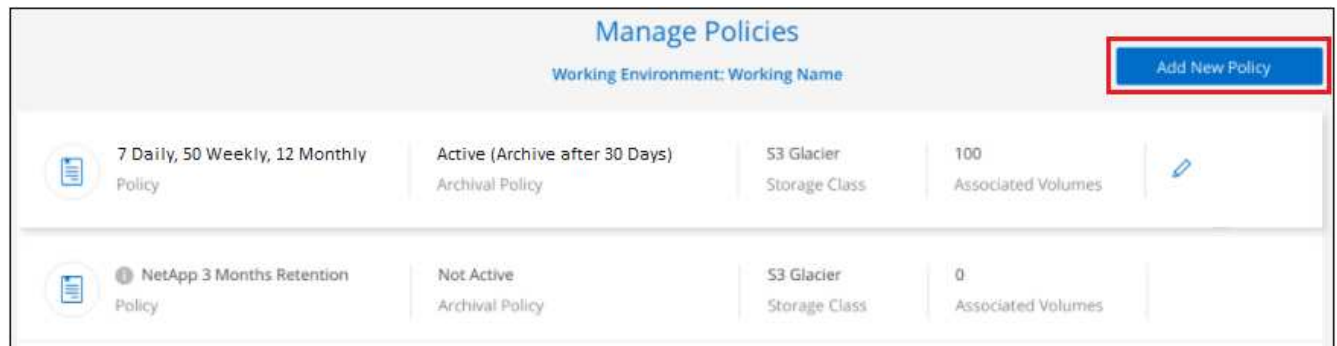 Manage Policies
Working Environment: Working Name
Add New Policy
7 Daily, 50 Weekly, 12 Monthly
Policy
Active (Archive after 30 Days)
Archival Policy
S3 Glacier
Storage Class
100
Associated Volumes
NetApp 3 Months Retention
Policy
Not Active
Archival Policy
S3 Glacier
Storage Class
0
Associated Volumes